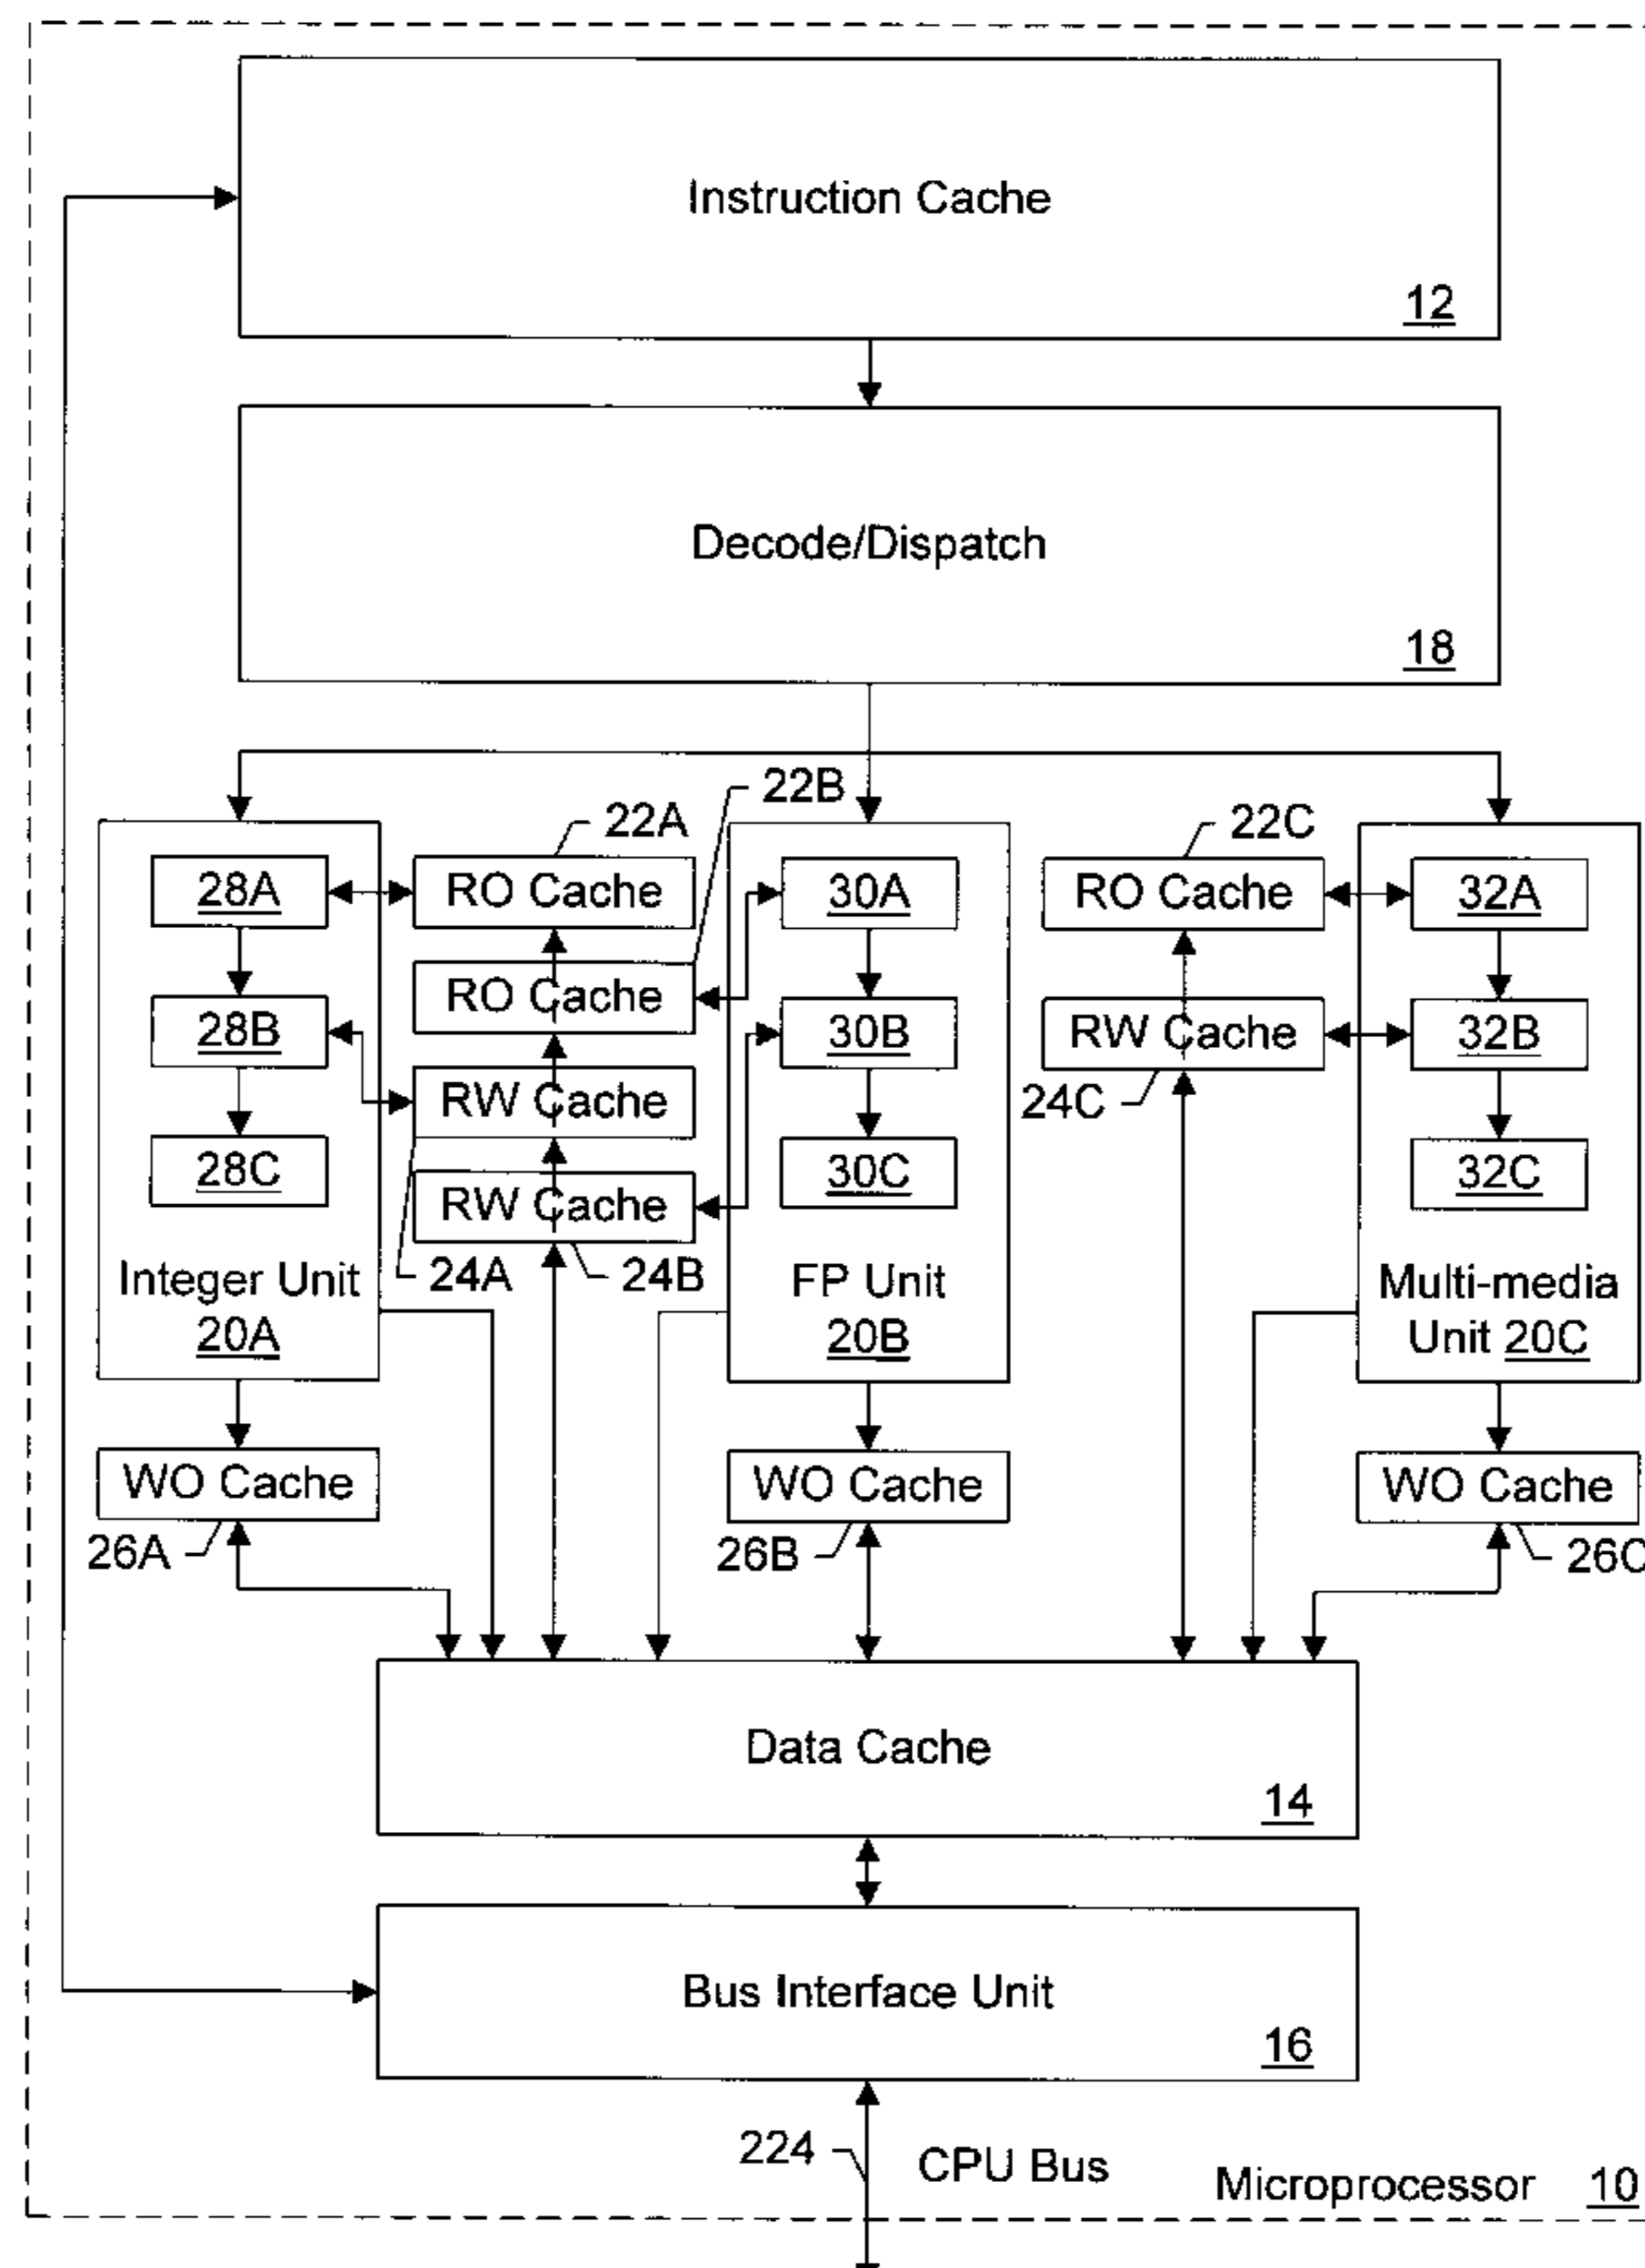 Instruction Cache
12
Decode/Dispatch
18
22B
22A
22C
28A
RO Cache
30A
RO Cache
32A
RO Cache
28B
30B
RW Cache
32B
RW Cache
24C
28C
RW Cache
30C
32C
Integer Unit
20A
24A
24B
FP Unit
20B
Multi-media
Unit 20C
WO Cache
26A
WO Cache
26B
WO Cache
26C
Data Cache
14
Bus Interface Unit
16
224
CPU Bus
Microprocessor 10